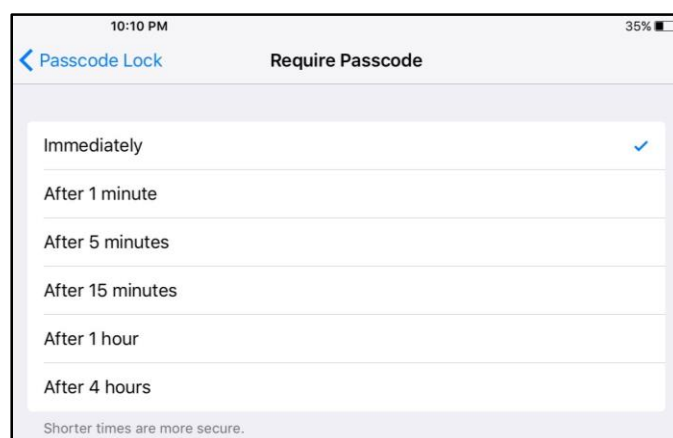 10:10 PM 35%
Passcode Lock Require Passcode
Immediately
After 1 minute
After 5 minutes
After 15 minutes
After 1 hour
After 4 hours
Shorter times are more secure.